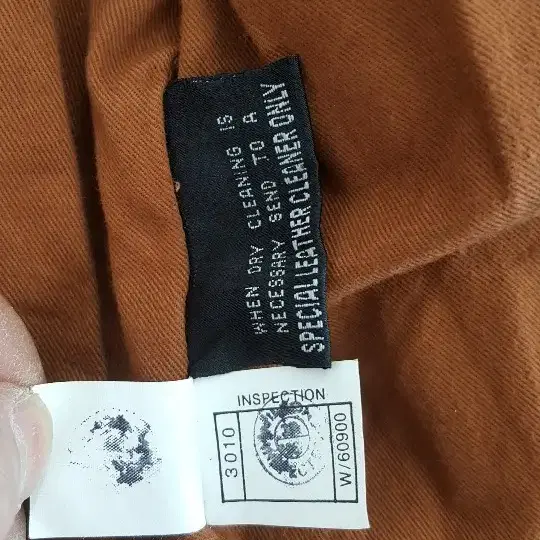 WHEN DRY CLEANING IS
NECESSARY SEND TO A
SPECIAL LEATHER CLEANER ONLY
INSPECTION
3010
W/60900